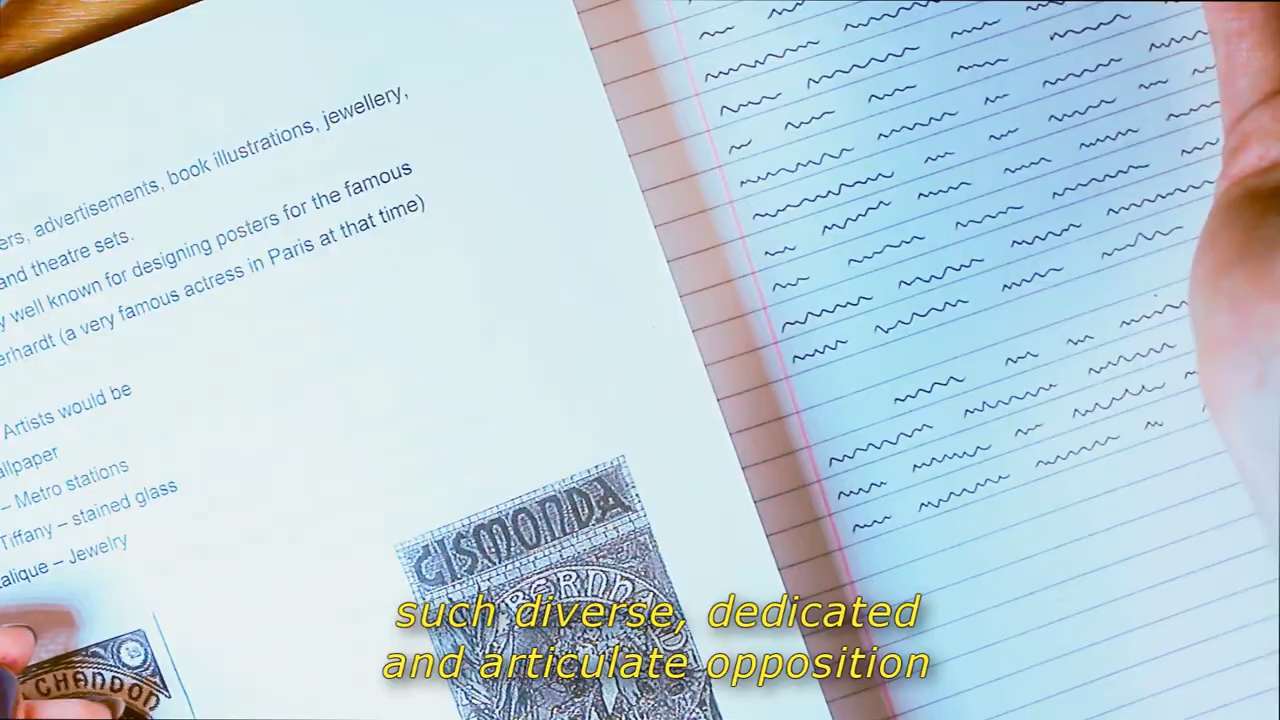 ers, advertisements, book illustrations, jewellery,
and theatre sets.
y well known for designing posters for the famous
erhardt (a very famous actress in Paris at that time)
Artists would be
allpaper
– Metro stations
Tiffany – stained glass
alique – Jewelry
GISMONDA
BERNHA
CHANDON
such diverse, dedicated
and articulate opposition